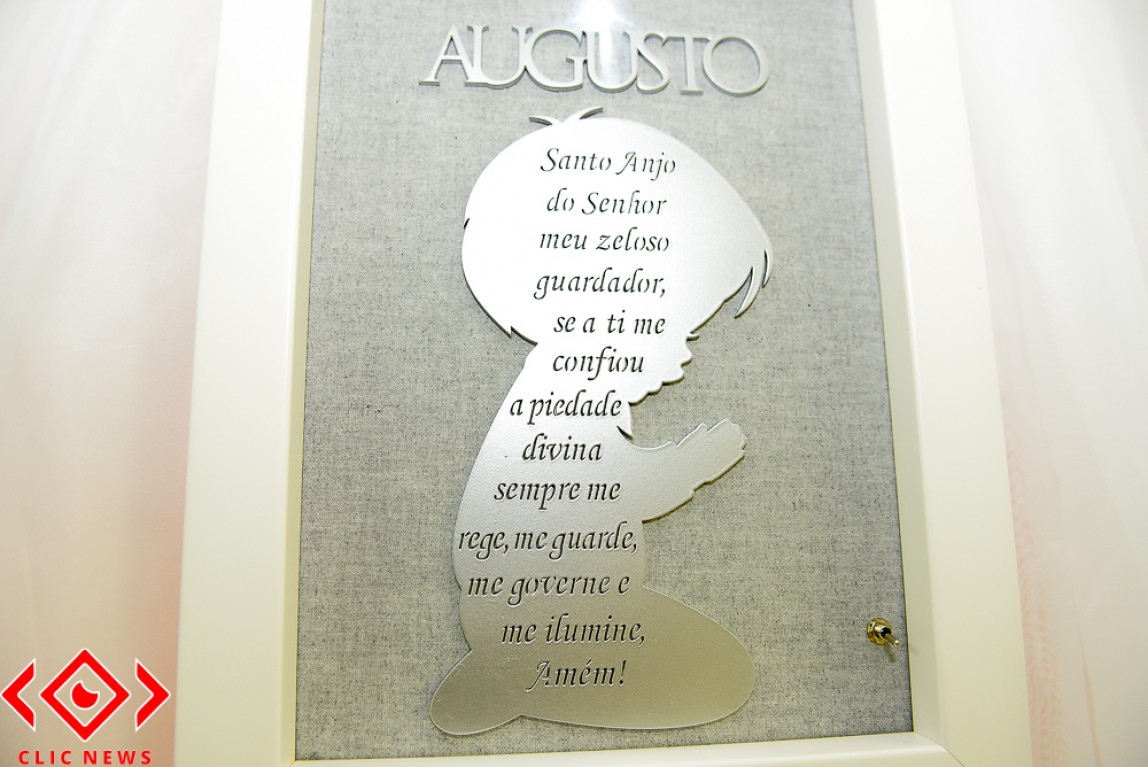 AUGUSTO
Santo Anjo
do Senhor
meu zeloso
guardador,
se a ti me
confiou
a piedade
divina
sempre me
rege, me guarde,
me governe e
me ilumine,
Amém!
CLIC NEWS